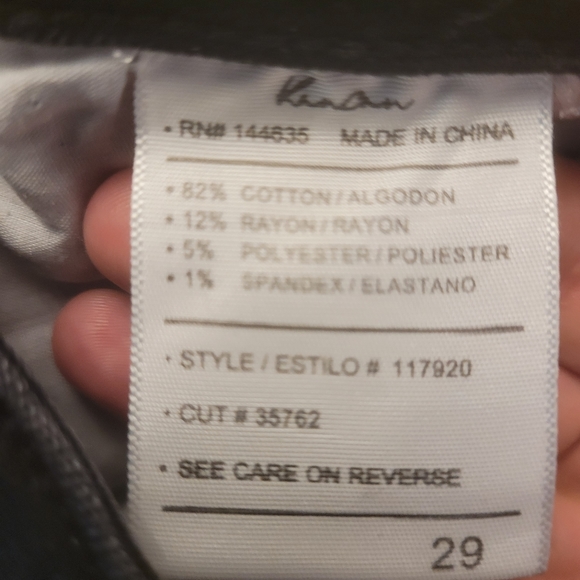 KanCan
• RN# 144635 MADE IN CHINA
• 82% COTTON / ALGODON
• 12% RAYON / RAYON
• 5% POLYESTER / POLIESTER
• 1% SPANDEX / ELASTANO
• STYLE / ESTILO # 117920
• CUT # 35762
• SEE CARE ON REVERSE
29